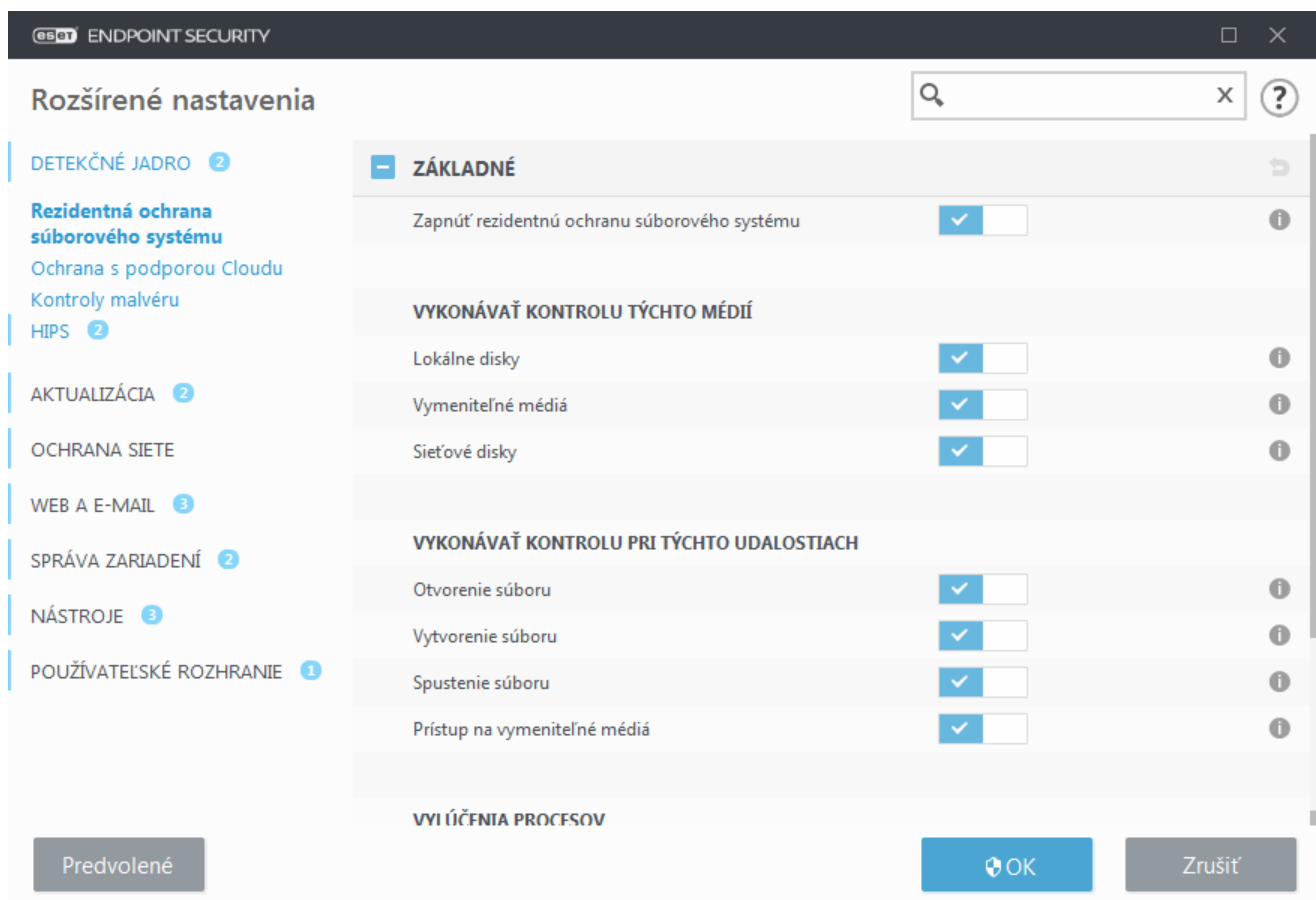 eset ENDPOINT SECURITY
Rozšírené nastavenia
x
?
DETEKČNÉ JADRO 2
Rezidentná ochrana
súborového systému
Ochrana s podporou Cloudu
Kontroly malvéru
HIPS 2
AKTUALIZÁCIA 2
OCHRANA SIETE
WEB A E-MAIL 3
SPRÁVA ZARIADENÍ 2
NÁSTROJE 3
POUŽÍVATEĽSKÉ ROZHRANIE 1
ZÁKLADNÉ
Zapnúť rezidentnú ochranu súborového systému
VYKONÁVAŤ KONTROLU TÝCHTO MÉDIÍ
Lokálne disky
Vymeniteľné médiá
Sieťové disky
VYKONÁVAŤ KONTROLU PRI TÝCHTO UDALOSTIACH
Otvorenie súboru
Vytvorenie súboru
Spustenie súboru
Prístup na vymeniteľné médiá
VYLÚČENIA PROCESOV
Predvolené
OK
Zrušiť